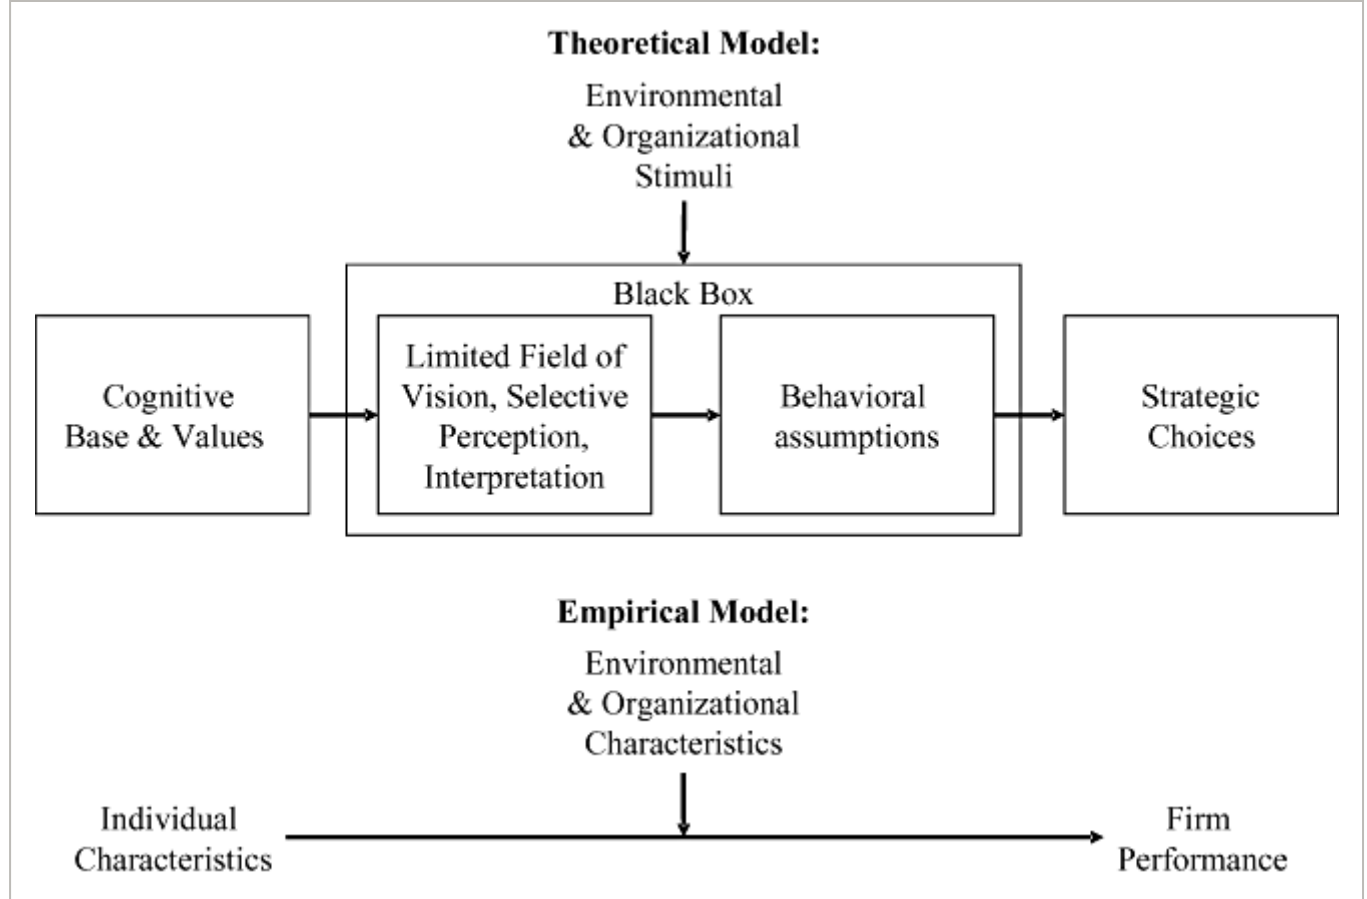 Theoretical Model:
Environmental
& Organizational
Stimuli
Black Box
Cognitive
Base & Values
Limited Field of
Vision, Selective
Perception,
Interpretation
Behavioral
assumptions
Strategic
Choices
Empirical Model:
Environmental
& Organizational
Characteristics
Individual
Characteristics
Firm
Performance